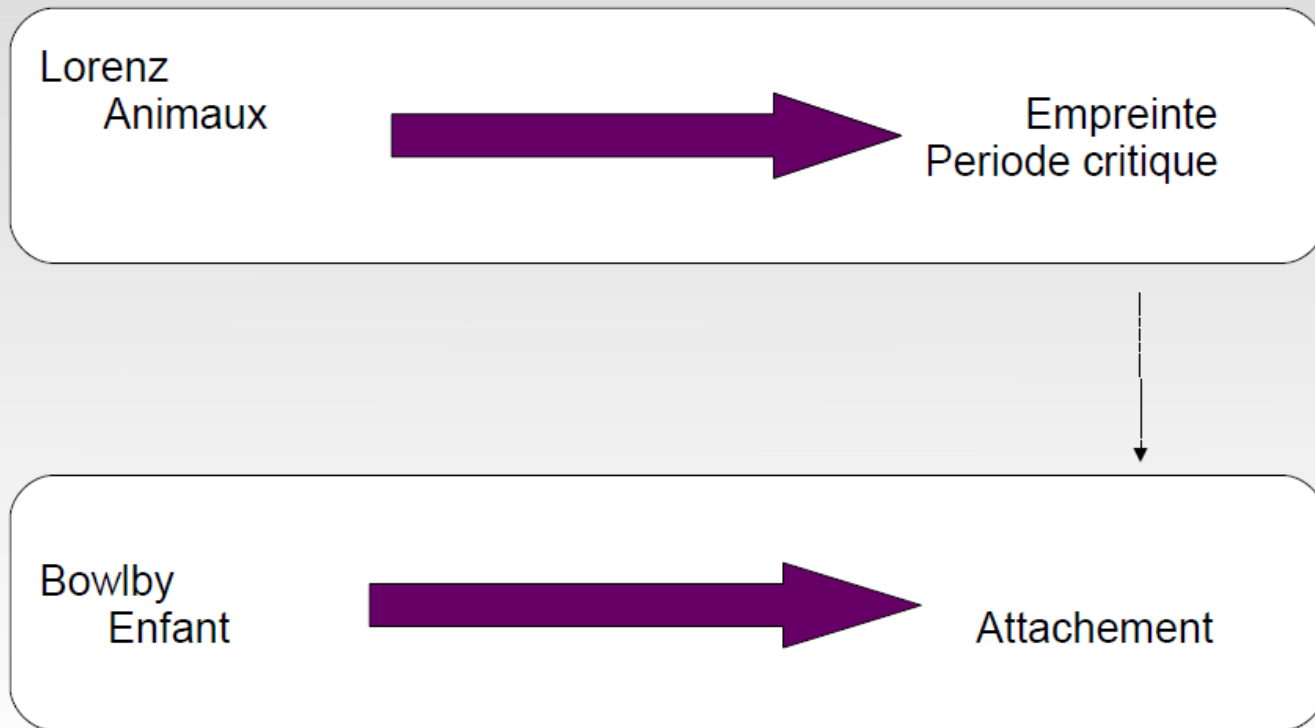 Lorenz
Animaux
Empreinte
Periode critique
Bowlby
Enfant
Attachement